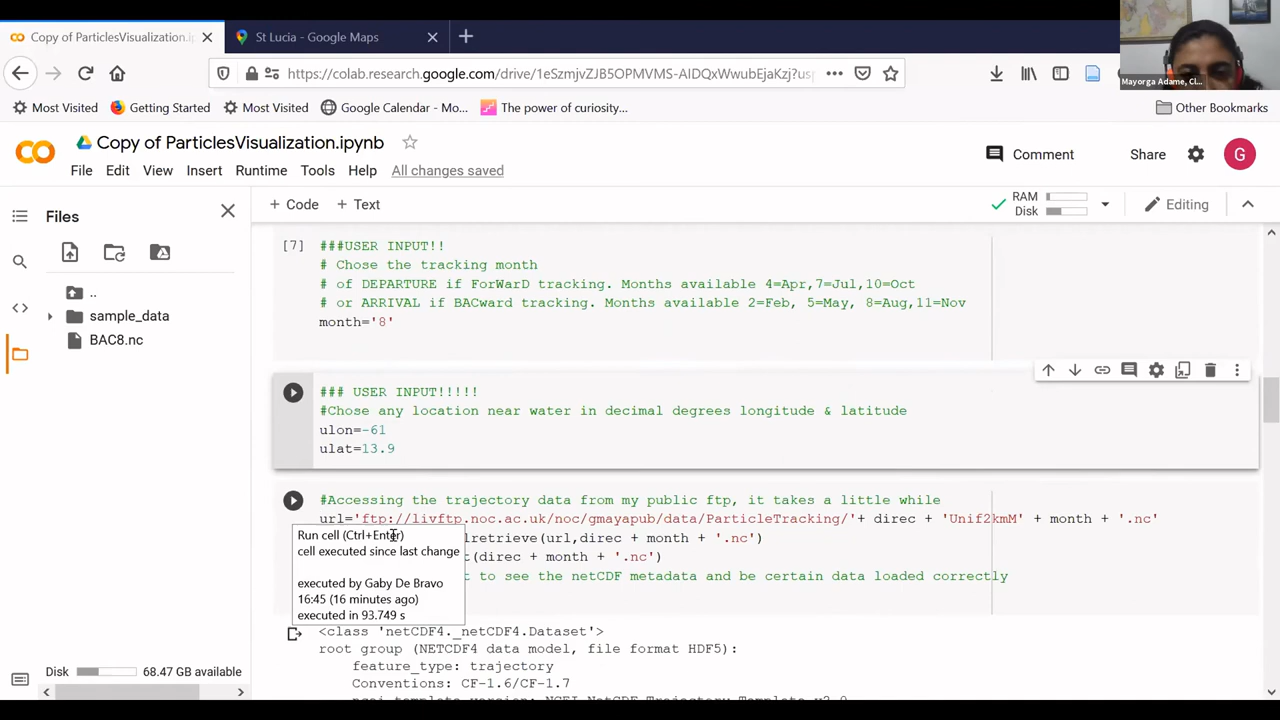 Copy of ParticlesVisualization.i
St Lucia - Google Maps
https://colab.research.google.com/drive/1eSzmjvZJB5OPMVMS-AIDQxWwubEjaKzj?usp
Mayorga Adame, Cl...
Most Visited
Getting Started
Most Visited
Google Calendar - Mo...
The power of curiosity...
Other Bookmarks
CO
Copy of ParticlesVisualization.ipynb
Comment
Share
G
File Edit View Insert Runtime Tools Help All changes saved
Files
+ Code + Text
RAM
Disk
Editing
..
sample_data
BAC8.nc
[7] ###USER INPUT!!
# Chose the tracking month
# of DEPARTURE if ForWarD tracking. Months available 4=Apr,7=Jul,10=Oct
# or ARRIVAL if BACward tracking. Months available 2=Feb, 5=May, 8=Aug,11=Nov
month='8'
### USER INPUT!!!!!
#Chose any location near water in decimal degrees longitude & latitude
ulon=-61
ulat=13.9
#Accessing the trajectory data from my public ftp, it takes a little while
url='ftp://livftp.noc.ac.uk/noc/gmayapub/data/ParticleTracking/'+ direc + 'Unif2kmM' + month + '.nc'
lretrieve(url,direc + month + '.nc')
t(direc + month + '.nc')
t to see the netCDF metadata and be certain data loaded correctly
Run cell (Ctrl+Enter)
cell executed since last change
executed by Gaby De Bravo
16:45 (16 minutes ago)
executed in 93.749 s
<class 'netCDF4._netCDF4.Dataset'>
root group (NETCDF4 data model, file format HDF5):
feature_type: trajectory
Conventions: CF-1.6/CF-1.7
Disk
68.47 GB available